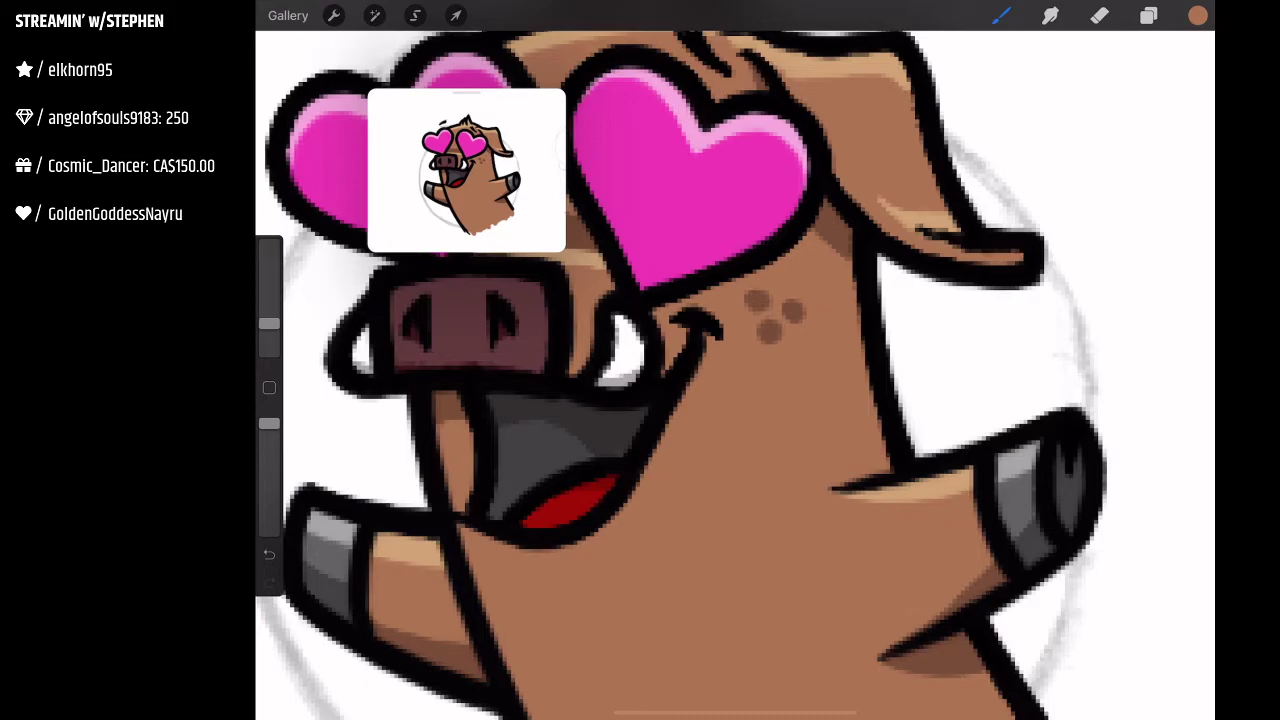 STREAMIN' w/STEPHEN
/ elkhorn95
/ angelofsouls9183: 250
/ Cosmic_Dancer: CA$150.00
/ GoldenGoddessNayru
Gallery